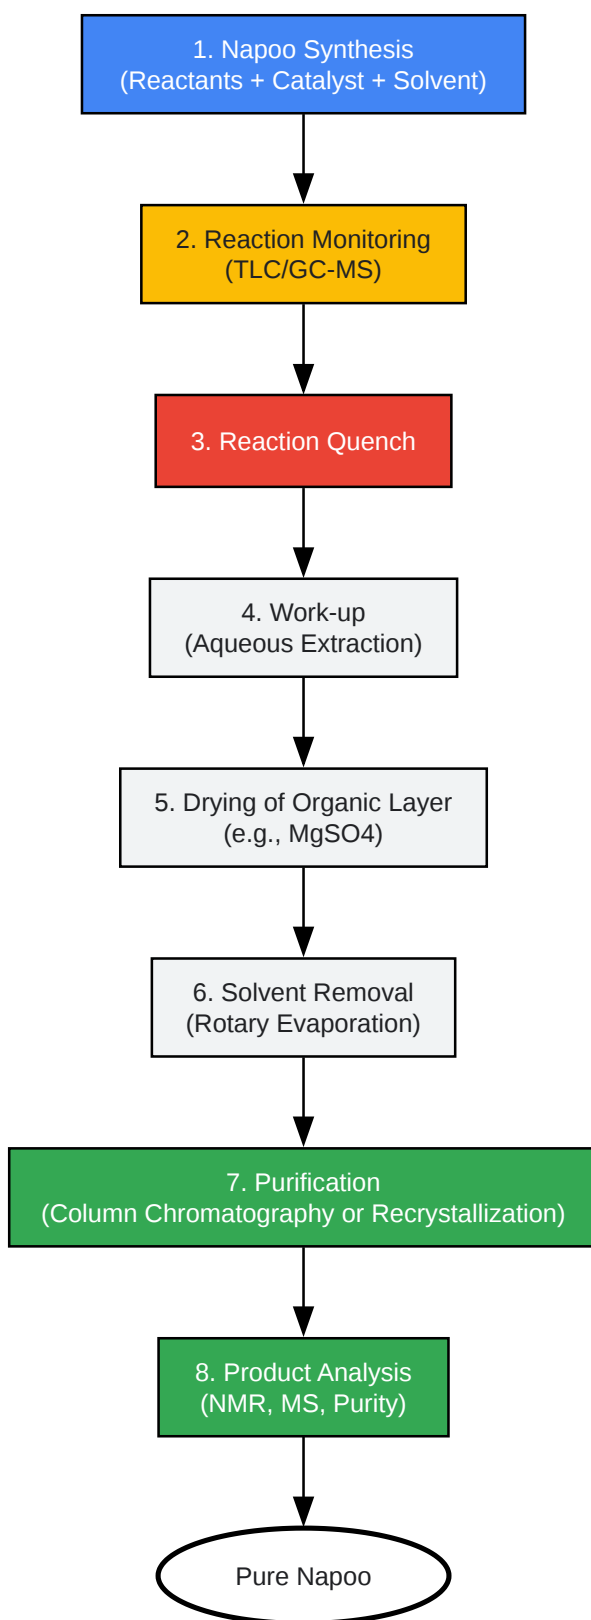 1. Napoo Synthesis
(Reactants + Catalyst + Solvent)
2. Reaction Monitoring
(TLC/GC-MS)
3. Reaction Quench
4. Work-up
(Aqueous Extraction)
5. Drying of Organic Layer
(e.g., MgSO4)
6. Solvent Removal
(Rotary Evaporation)
7. Purification
(Column Chromatography or Recrystallization)
8. Product Analysis
(NMR, MS, Purity)
Pure Napoo